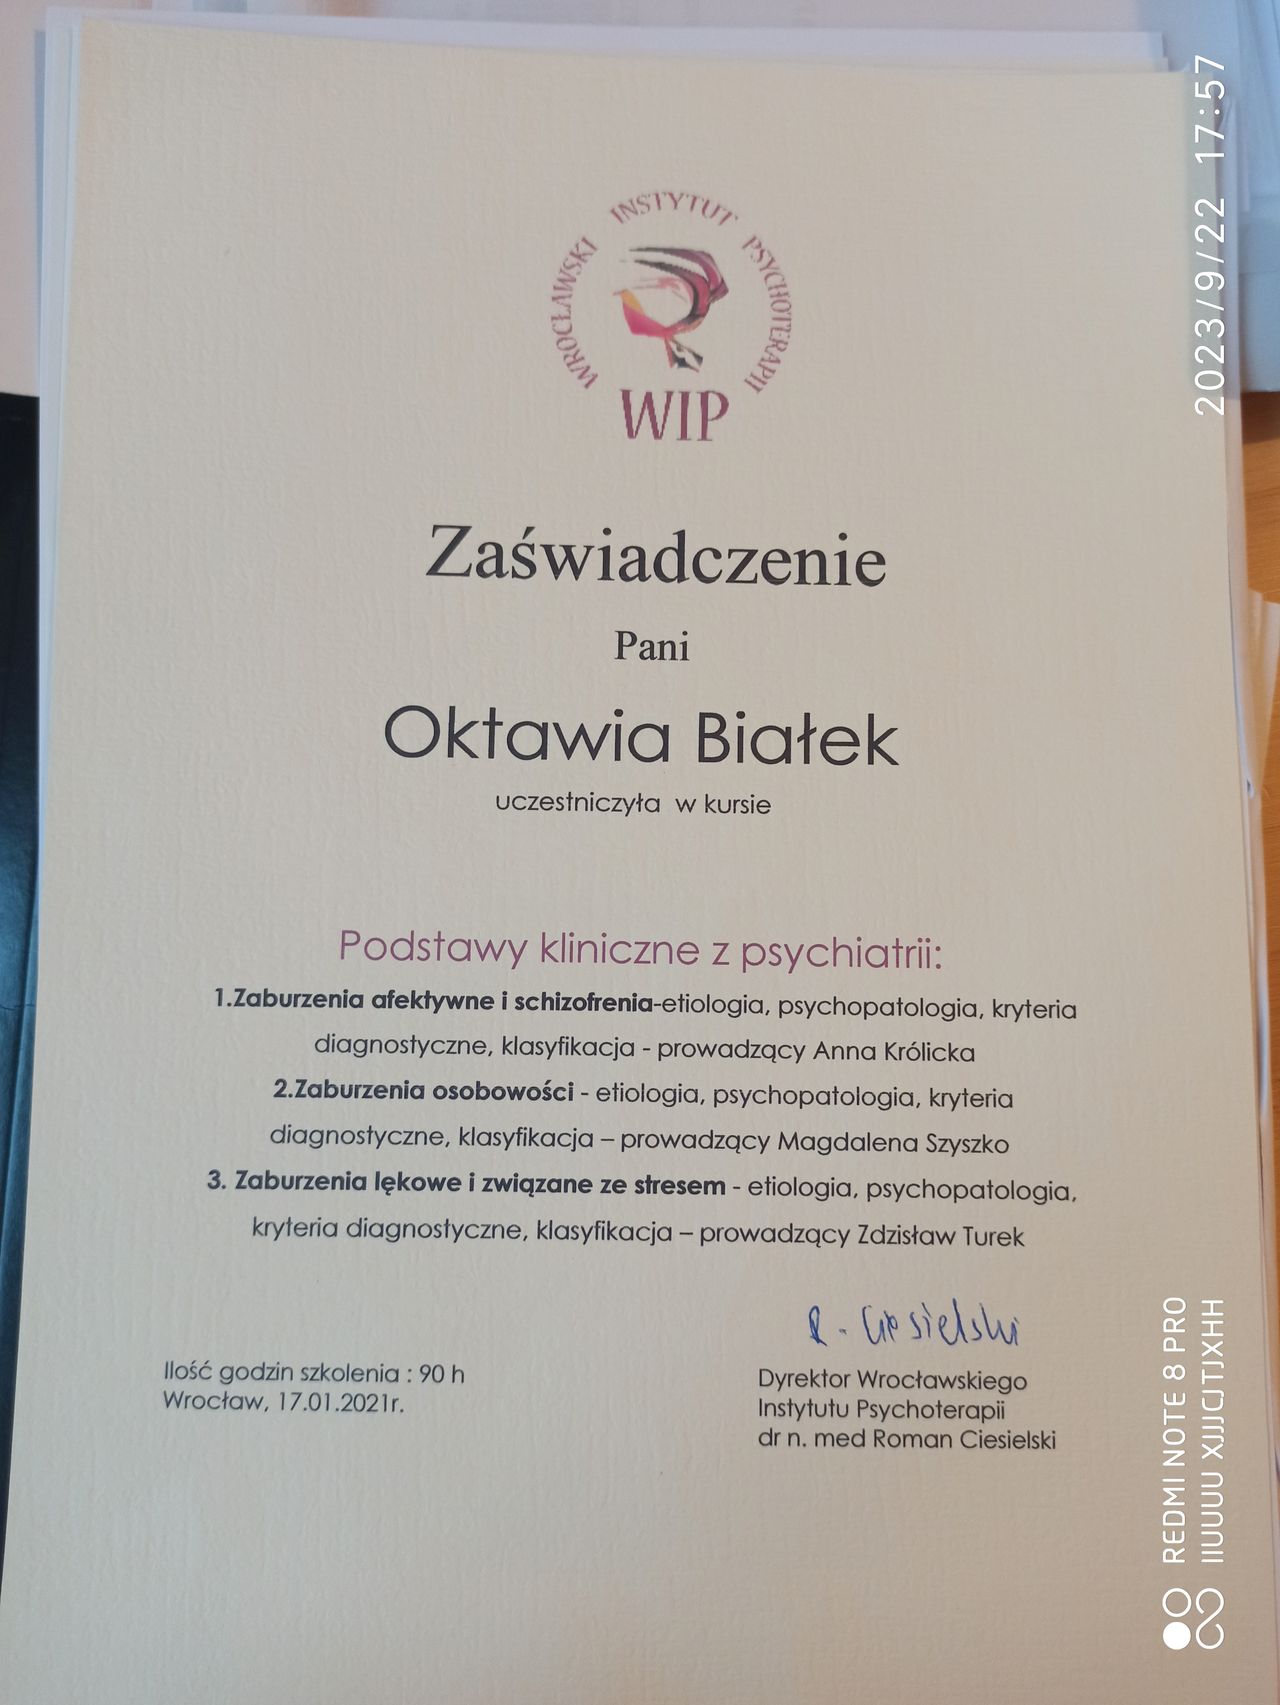 WROCŁAWSKI INSTYTUT PSYCHOTERAPII
WIP
Zaświadczenie
Pani
Oktawia Białek
uczestniczyła w kursie
Podstawy kliniczne z psychiatrii:
1.Zaburzenia afektywne i schizofrenia-etiologia, psychopatologia, kryteria
diagnostyczne, klasyfikacja - prowadzący Anna Królicka
2.Zaburzenia osobowości - etiologia, psychopatologia, kryteria
diagnostyczne, klasyfikacja – prowadzący Magdalena Szyszko
3. Zaburzenia lękowe i związane ze stresem - etiologia, psychopatologia,
kryteria diagnostyczne, klasyfikacja – prowadzący Zdzisław Turek
R. Ciesielski
Ilość godzin szkolenia : 90 h
Wrocław, 17.01.2021r.
Dyrektor Wrocławskiego
Instytutu Psychoterapii
dr n. med Roman Ciesielski
2023/9/22 17:57
REDMI NOTE 8 PRO
IIUUUU XJJJCJTJXHH